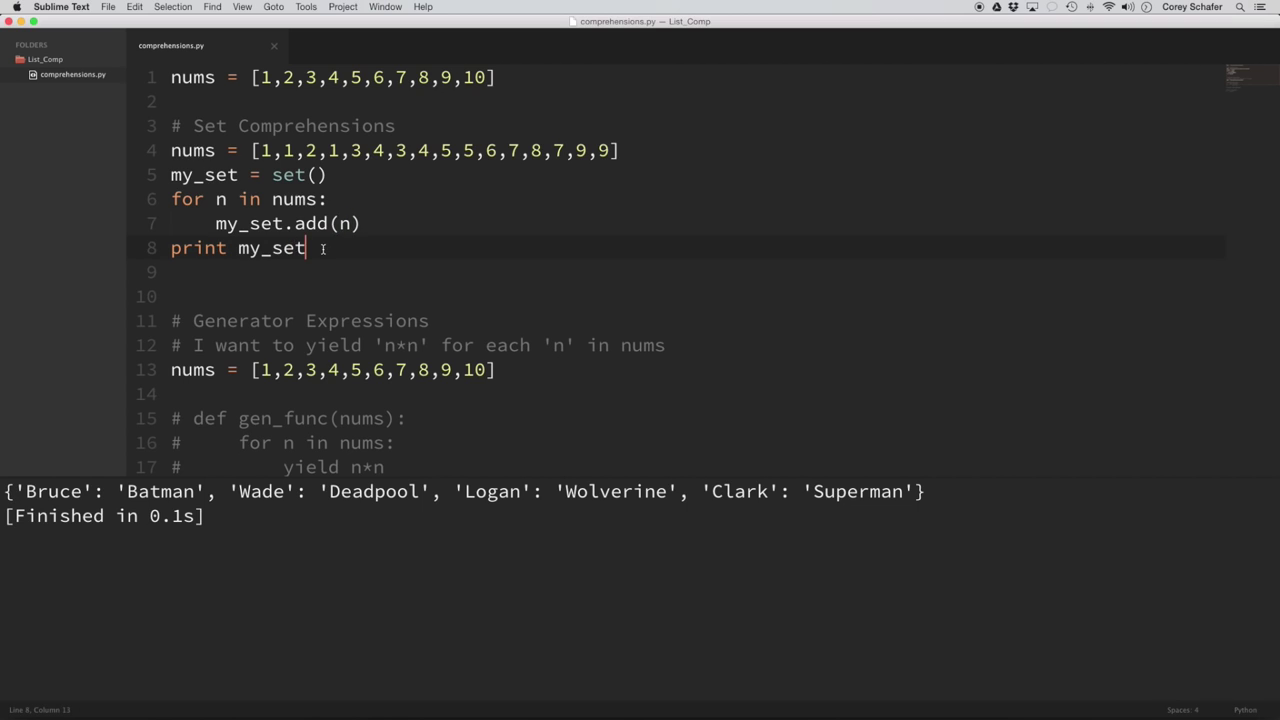 Sublime Text File Edit Selection Find View Goto Tools Project Window Help Corey Schafer
comprehensions.py — List_Comp
FOLDERS
List_Comp
comprehensions.py
comprehensions.py
1 nums = [1,2,3,4,5,6,7,8,9,10]
2
3 # Set Comprehensions
4 nums = [1,1,2,1,3,4,3,4,5,5,6,7,8,7,9,9]
5 my_set = set()
6 for n in nums:
7     my_set.add(n)
8 print my_set
9
10
11 # Generator Expressions
12 # I want to yield 'n*n' for each 'n' in nums
13 nums = [1,2,3,4,5,6,7,8,9,10]
14
15 # def gen_func(nums):
16 #     for n in nums:
17 #         yield n*n
{'Bruce': 'Batman', 'Wade': 'Deadpool', 'Logan': 'Wolverine', 'Clark': 'Superman'}
[Finished in 0.1s]
Line 8, Column 13 Spaces: 4 Python